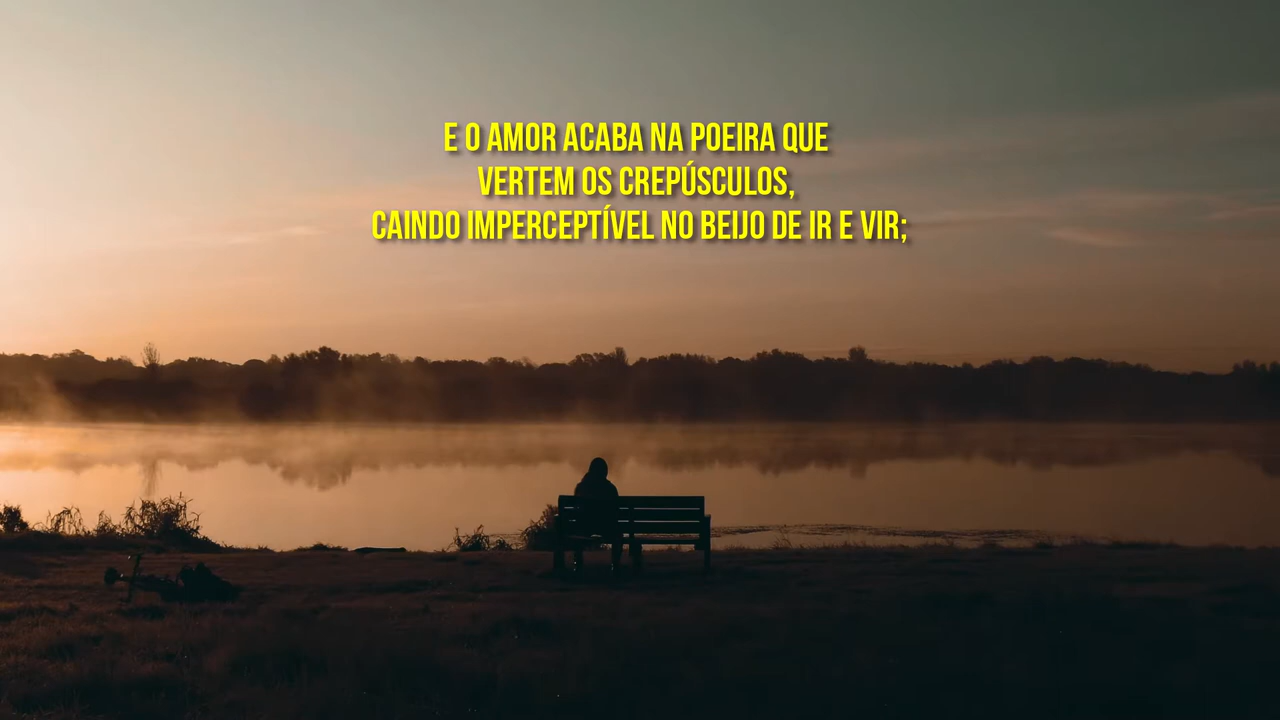 E O AMOR ACABA NA POEIRA QUE
VERTEM OS CREPÚSCULOS,
CAINDO IMPERCEPTÍVEL NO BEIJO DE IR E VIR;